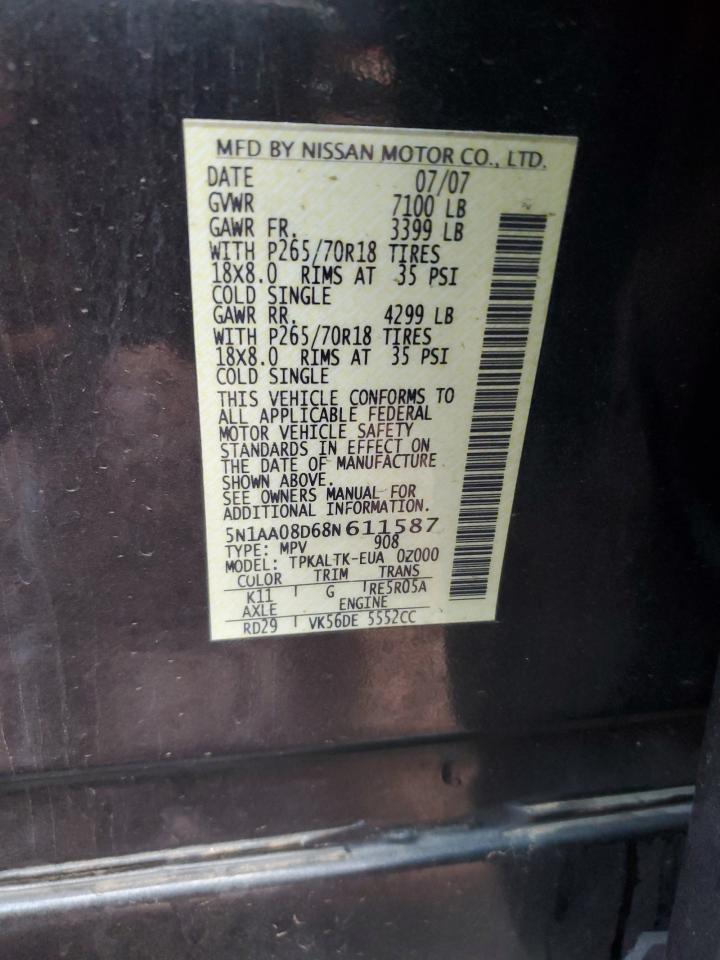 MFD BY NISSAN MOTOR CO., LTD.
DATE 07/07
GVWR 7100 LB
GAWR FR. 3399 LB
WITH P265/70R18 TIRES
18X8.0 RIMS AT 35 PSI
COLD SINGLE
GAWR RR. 4299 LB
WITH P265/70R18 TIRES
18X8.0 RIMS AT 35 PSI
COLD SINGLE
THIS VEHICLE CONFORMS TO
ALL APPLICABLE FEDERAL
MOTOR VEHICLE SAFETY
STANDARDS IN EFFECT ON
THE DATE OF MANUFACTURE
SHOWN ABOVE.
SEE OWNERS MANUAL FOR
ADDITIONAL INFORMATION.
5N1AA08D68N611587
TYPE: MPV 908
MODEL: TPKALTK-EUA 0Z000
COLOR TRIM TRANS
K11 G RE5R05A
AXLE ENGINE
RD29 VK56DE 5552CC